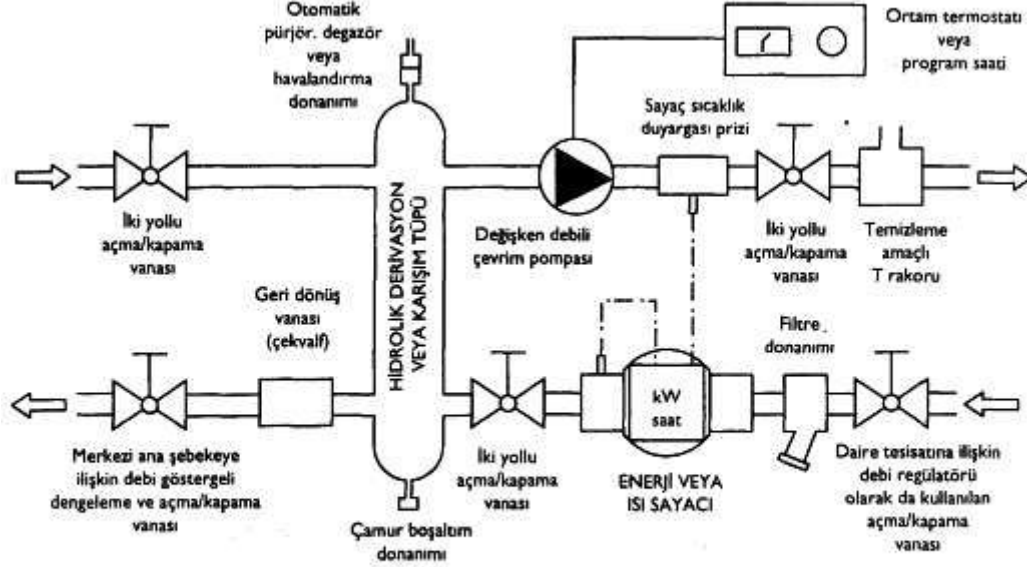 Otomatik
pürjör. degazör
veya
havalandırma
donanımı
Ortam termostatı
veya
program saati
Sayaç sıcaklık
duyargası prizi
İki yollu
açma/kapama
vanası
Değişken debili
çevrim pompası
İki yollu
açma/kapama
vanası
Temizleme
amaçlı
T rakoru
HİDROLİK DERİVASYON
VEYA KARIŞIM TÜPÜ
Geri dönüş
vanası
(çekvalf)
Filtre
donanımı
kW
saat
Merkezi ana şebekeye
ilişkin debi göstergeli
dengeleme ve açma/kapama
vanası
Çamur boşaltım
donanımı
İki yollu
açma/kapama
vanası
ENERJİ VEYA
ISI SAYACI
Daire tesisatına ilişkin
debi regülatörü
olarak da kullanılan
açma/kapama
vanası